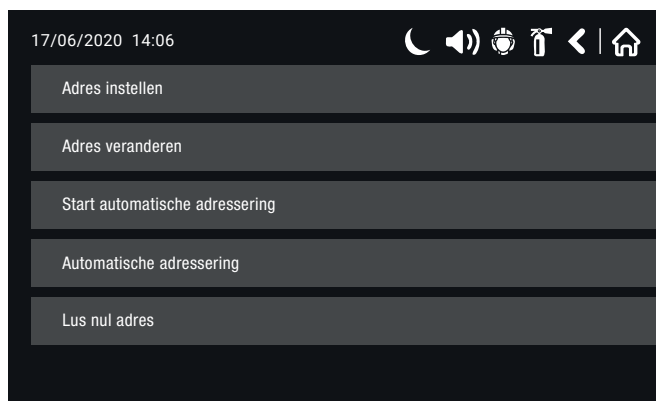 17/06/2020 14:06
Adres instellen
Adres veranderen
Start automatische adressering
Automatische adressering
Lus nul adres